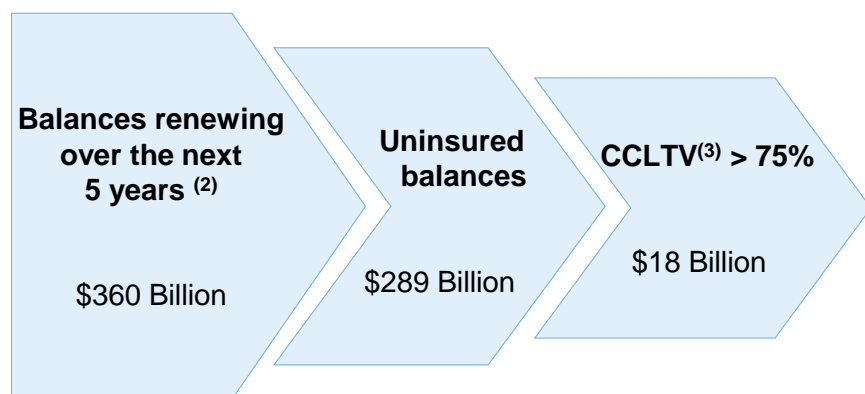 Balances renewing
over the next
5 years (2)
$360 Billion
Uninsured
balances
$289 Billion
CCLTV(3) > 75%
$18 Billion